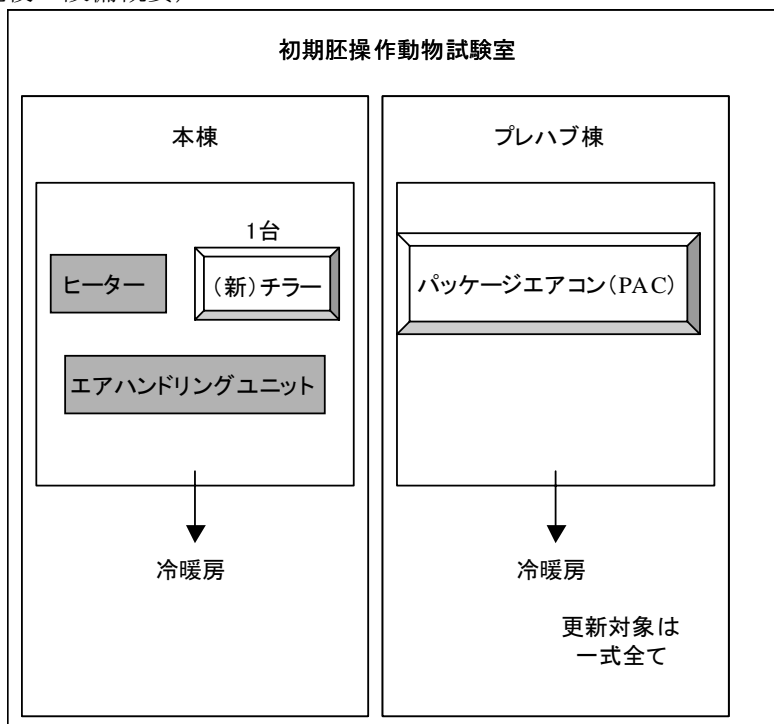 初期胚操作動物試験室
本棟
プレハブ棟
1台
ヒーター
（新）チラー
エアハンドリングユニット
パッケージエアコン（PAC）
冷暖房
冷暖房
更新対象は
一式全て